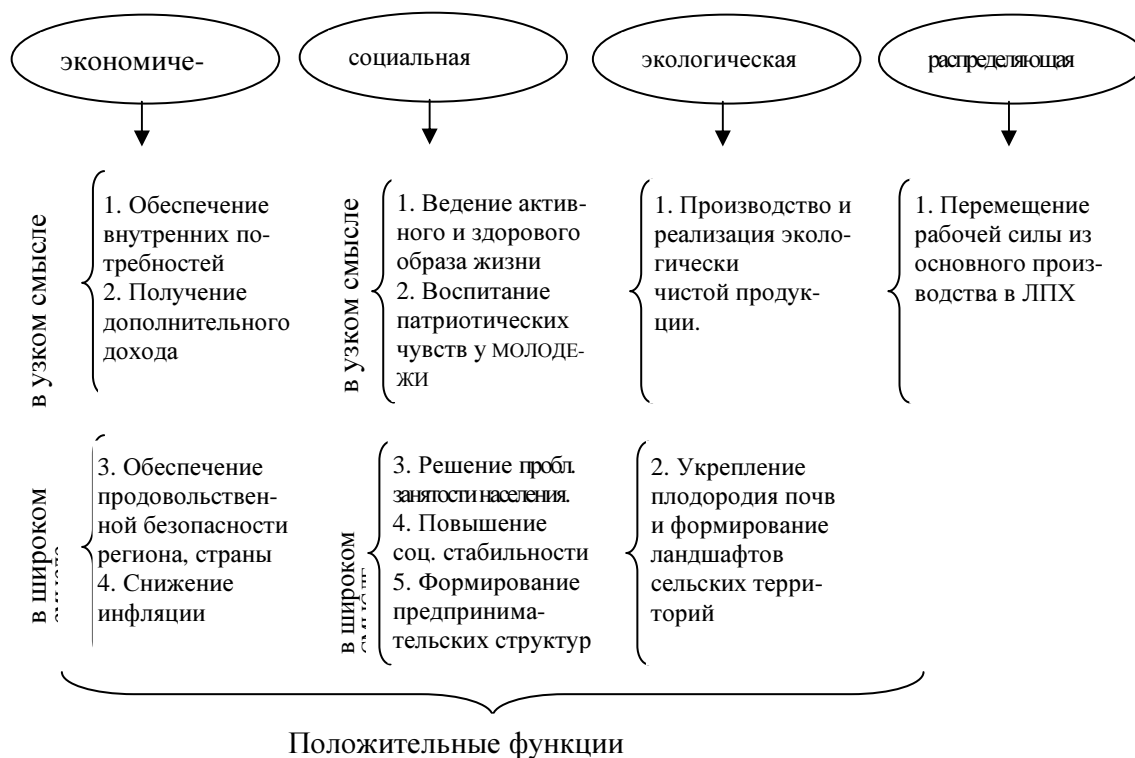 экономиче-
социальная
экологическая
распределяющая
в узком смысле
1. Обеспечение
внутренних по-
требностей
2. Получение
дополнительного
дохода
в узком смысле
1. Ведение актив-
ного и здорового
образа жизни
2. Воспитание
патриотических
чувств у МОЛОДЕ-
ЖИ
1. Производство и
реализация эколо-
гически
чистой продук-
ции.
1. Перемещение
рабочей силы из
основного произ-
водства в ЛПХ
в широком
3. Обеспечение
продовольствен-
ной безопасности
региона, страны
4. Снижение
инфляции
в широком
3. Решение пробл.
занятости населения.
4. Повышение
соц. стабильности
5. Формирование
предпринима-
тельских структур
2. Укрепление
плодородия почв
и формирование
ландшафтов
сельских терри-
торий
Положительные функции